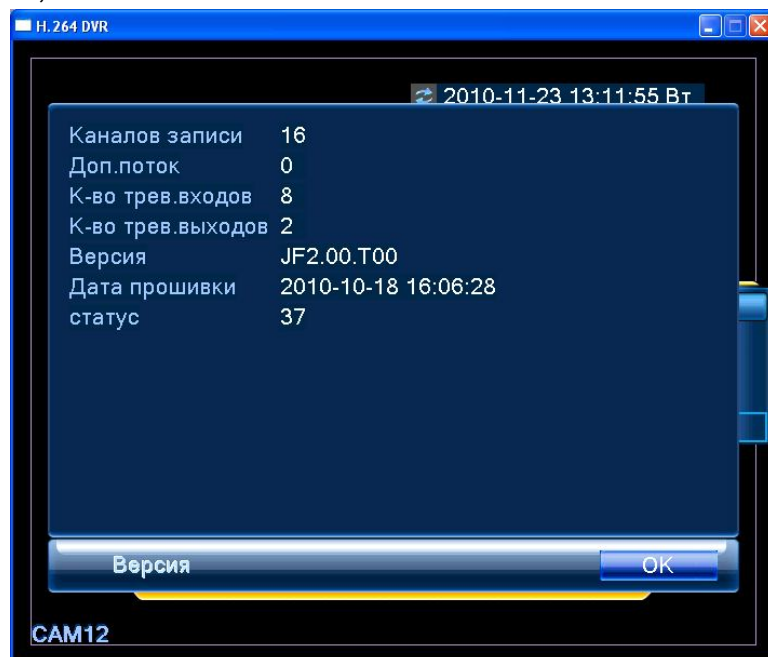 H.264 DVR
2010-11-23 13:11:55 Вт
Каналов записи 16
Доп.поток 0
К-во трев.входов 8
К-во трев.выходов 2
Версия JF2.00.T00
Дата прошивки 2010-10-18 16:06:28
статус 37
Версия OK
CAM12